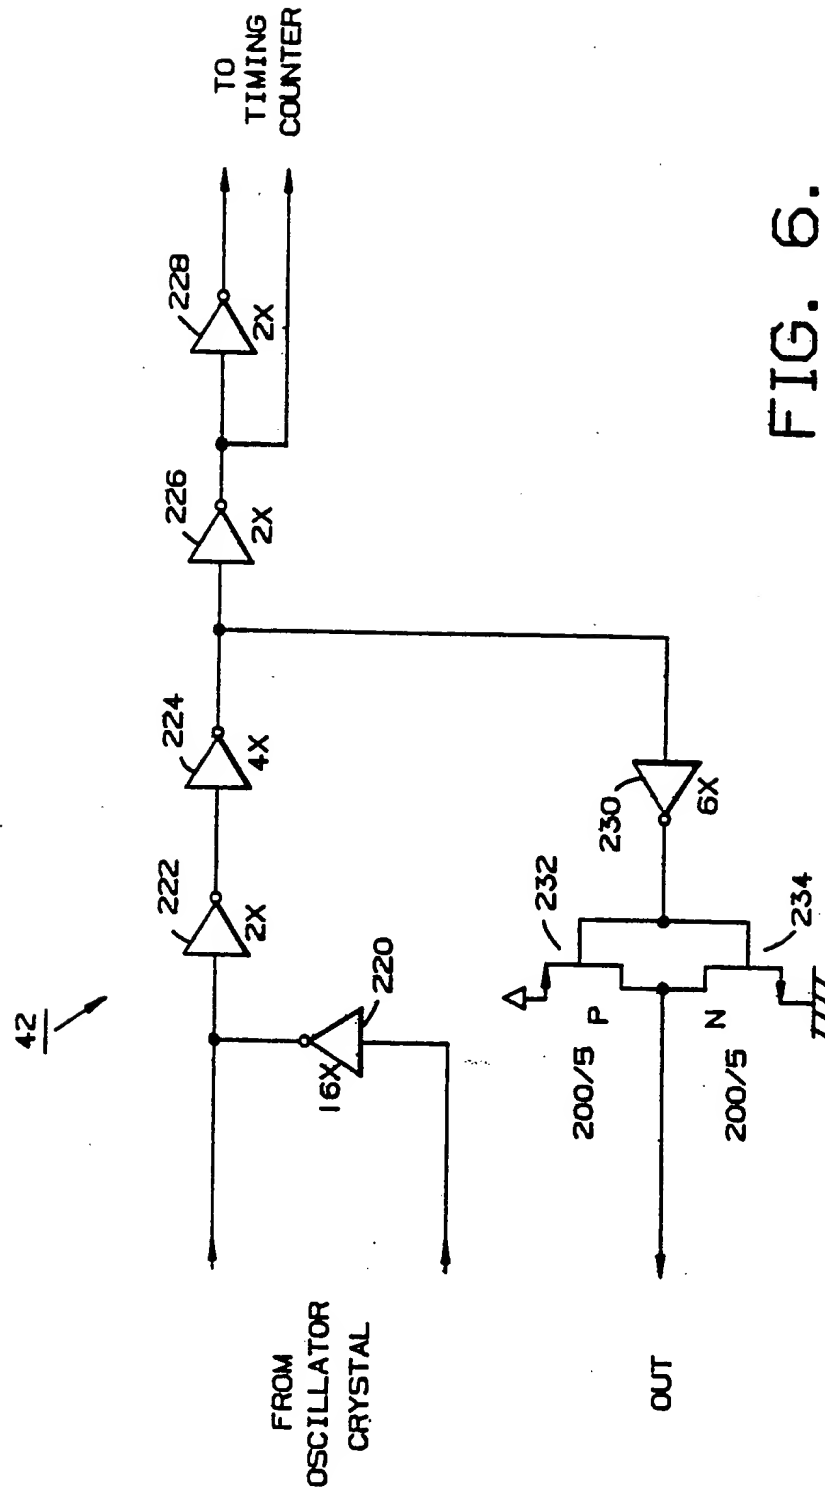 42
FROM
OSCILLATOR
CRYSTAL
16X
220
222
2X
224
4X
226
2X
228
2X
TO
TIMING
COUNTER
230
6X
232
234
P
200/5
N
200/5
OUT
FIG. 6.